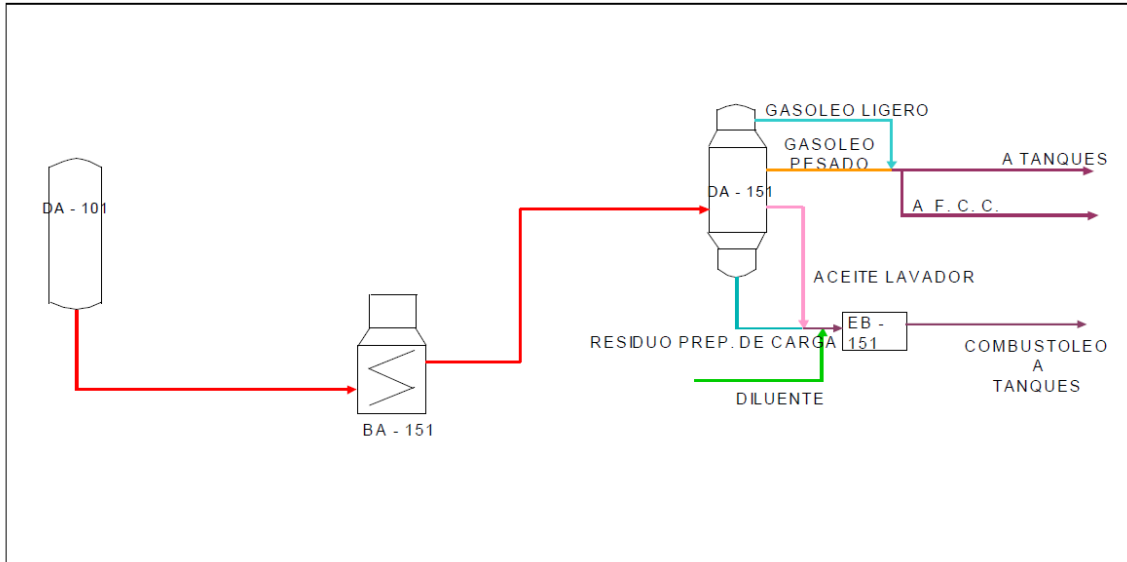 GASOLEO LIGERO
GASOLEO
PESADO
A TANQUES
DA - 101
DA - 151
A F. C. C.
ACEITE LAVADOR
RESIDUO PREP. DE CARGA
EB -
151
COMBUSTOLEO
A
TANQUES
DILUENTE
BA - 151